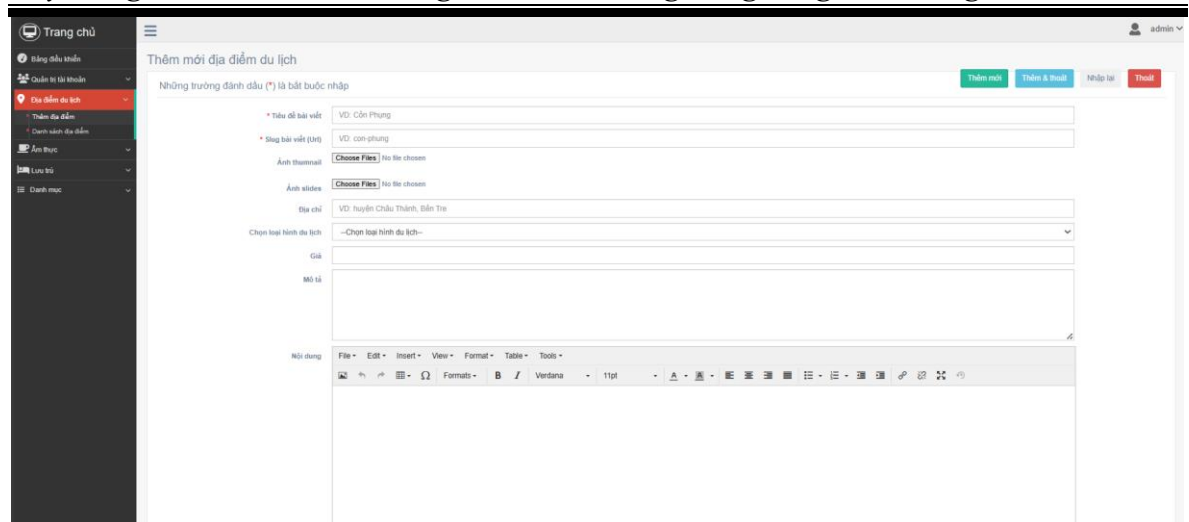 Trang chủ
admin
Bảng điều khiển
Quản trị tài khoản
Địa điểm du lịch
* Thêm địa điểm
* Danh sách địa điểm
Ẩm thực
Lưu trú
Danh mục
Thêm mới địa điểm du lịch
Những trường đánh dấu (*) là bắt buộc nhập
Thêm mới Thêm & thoát Nhập lại Thoát
* Tiêu đề bài viết VD: Cồn Phụng
* Slug bài viết (Url) VD: con-phung
Ảnh thumnail Choose Files No file chosen
Ảnh slides Choose Files No file chosen
Địa chỉ VD: huyện Châu Thành, Bến Tre
Chọn loại hình du lịch --Chọn loại hình du lịch--
Giá
Mô tả
Nội dung File Edit Insert View Format Table Tools
Ω Formats B I Verdana 11pt A A